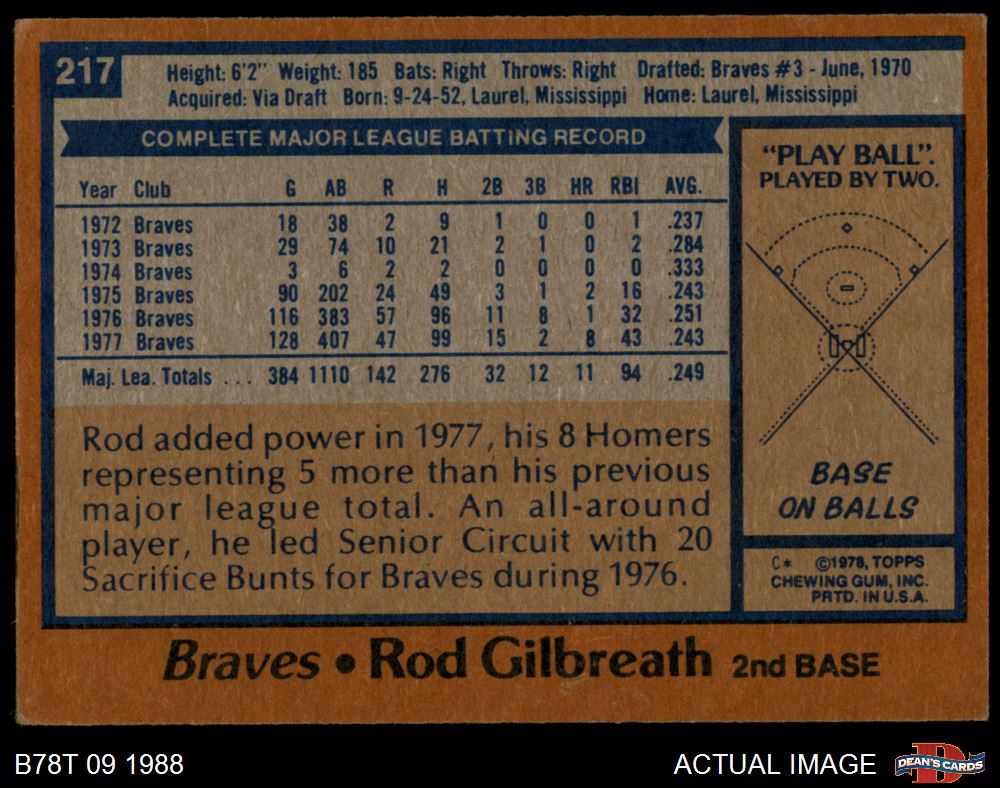 217
Height: 6'2" Weight: 185 Bats: Right Throws: Right Drafted: Braves #3 - June, 1970
Acquired: Via Draft Born: 9-24-52, Laurel, Mississippi Home: Laurel, Mississippi
COMPLETE MAJOR LEAGUE BATTING RECORD
Year Club G AB R H 2B 3B HR RBI AVG.
1972 Braves 18 38 2 9 1 0 0 1 .237
1973 Braves 29 74 10 21 2 1 0 2 .284
1974 Braves 3 6 2 2 0 0 0 0 .333
1975 Braves 90 202 24 49 3 1 2 16 .243
1976 Braves 116 383 57 96 11 8 1 32 .251
1977 Braves 128 407 47 99 15 2 8 43 .243
Maj. Lea. Totals ... 384 1110 142 276 32 12 11 94 .249
Rod added power in 1977, his 8 Homers
representing 5 more than his previous
major league total. An all-around
player, he led Senior Circuit with 20
Sacrifice Bunts for Braves during 1976.
"PLAY BALL".
PLAYED BY TWO.
BASE
ON BALLS
C* ©1978, TOPPS
CHEWING GUM, INC.
PRTD. IN U.S.A.
Braves • Rod Gilbreath 2nd BASE
B78T 09 1988
ACTUAL IMAGE
D
DEAN'S CARDS